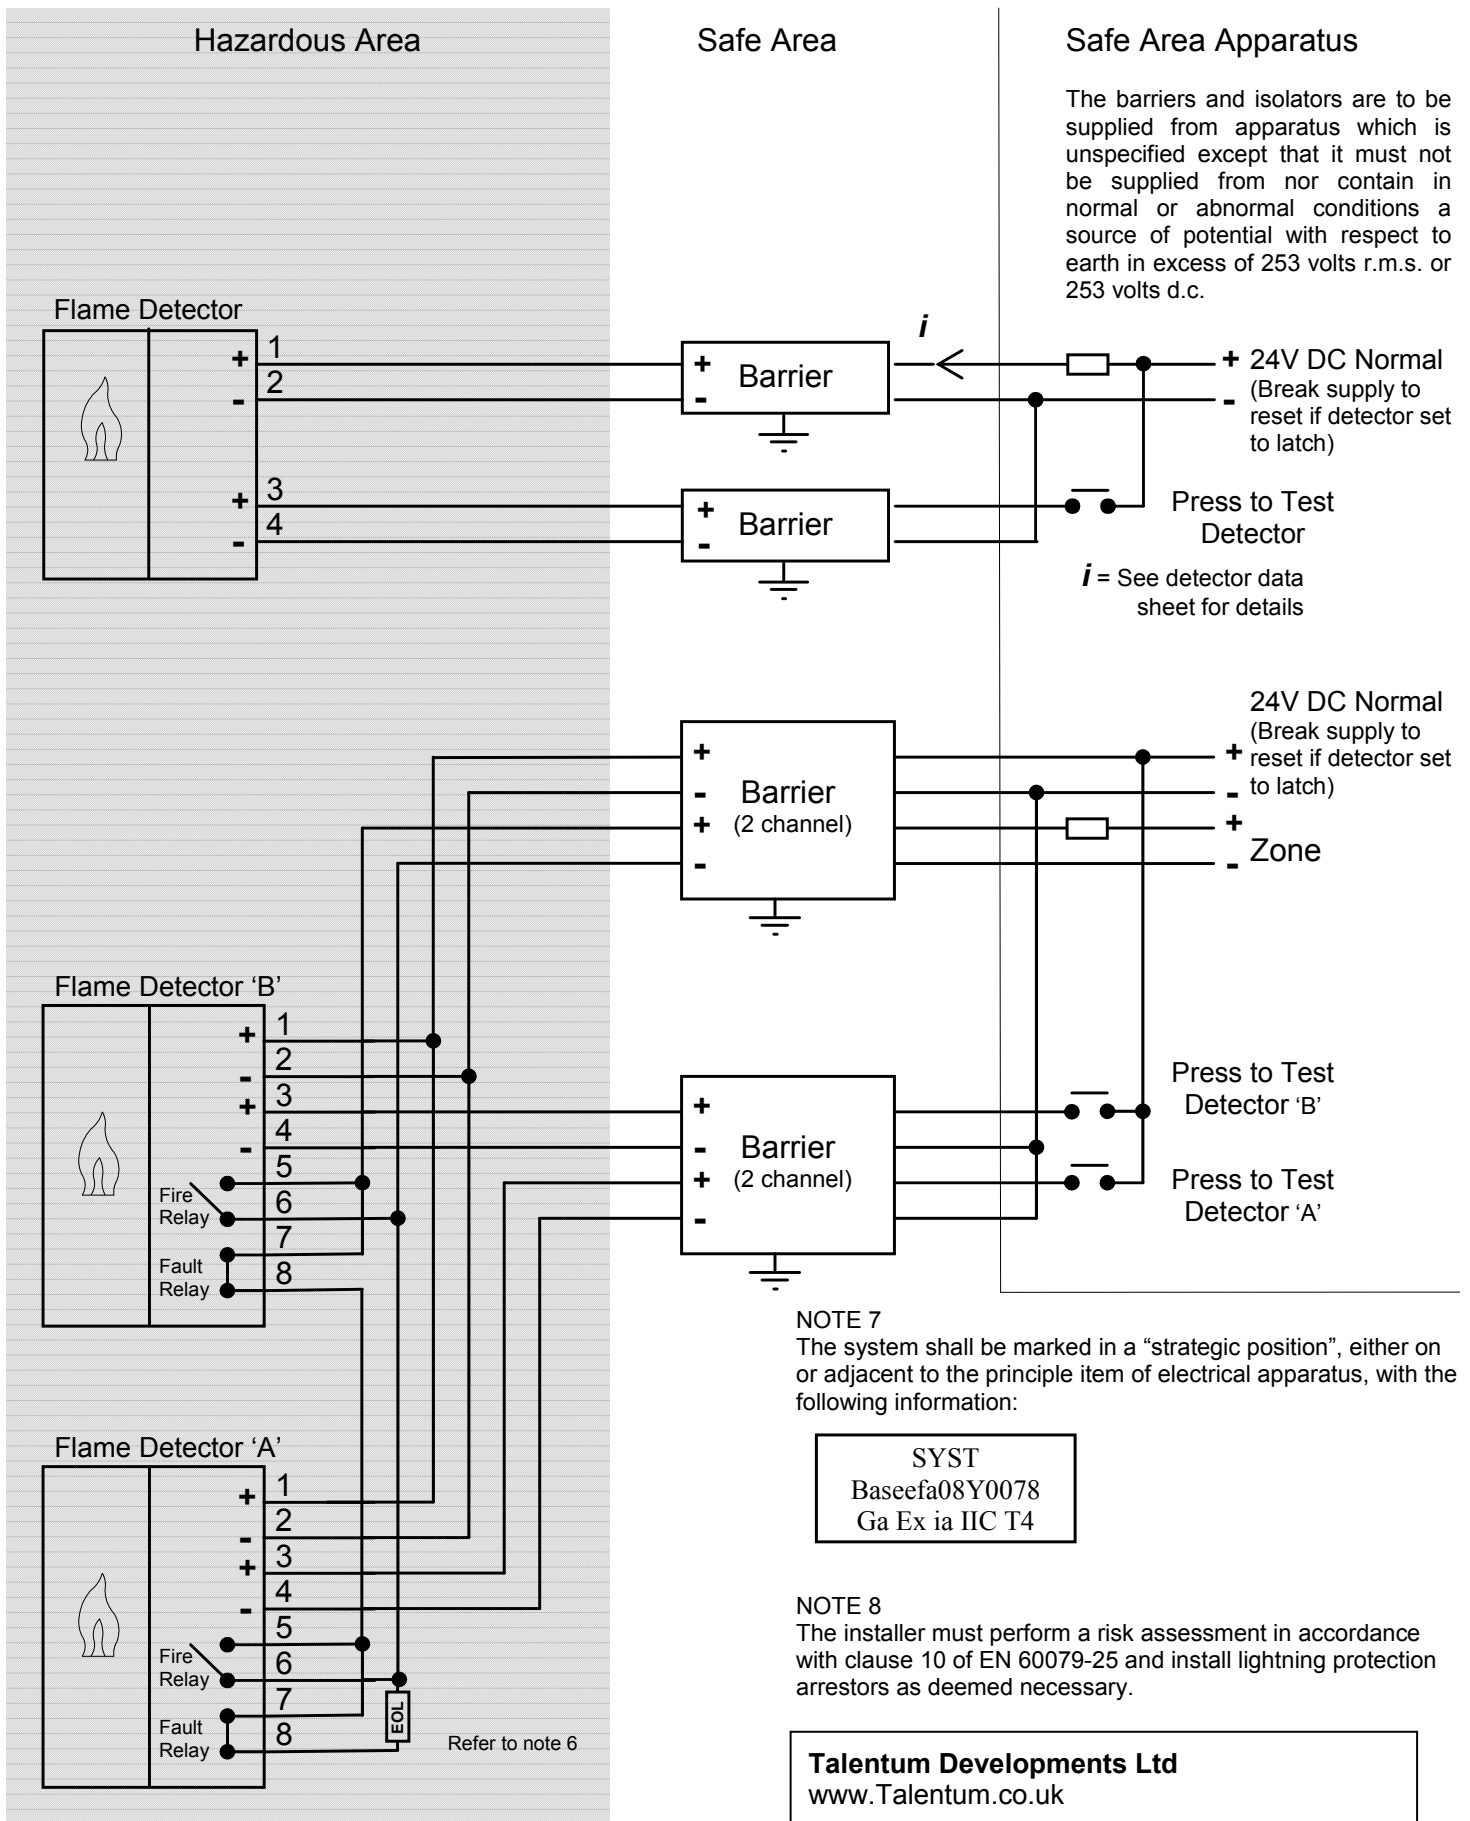 Hazardous Area
Safe Area
Safe Area Apparatus
The barriers and isolators are to be
supplied from apparatus which is
unspecified except that it must not
be supplied from nor contain in
normal or abnormal conditions a
source of potential with respect to
earth in excess of 253 volts r.m.s. or
253 volts d.c.
Flame Detector
+ 1
2
-
+ 3
4
-
+ Barrier
-
i
+ 24V DC Normal
- (Break supply to
reset if detector set
to latch)
+ Barrier
-
Press to Test
Detector
i = See detector data
sheet for details
24V DC Normal
(Break supply to
+ reset if detector set
- to latch)
+
Zone
-
+
- Barrier
+ (2 channel)
-
Flame Detector ‘B’
+ 1
2
-
+ 3
4
-
5
Fire 6
Relay
7
Fault 8
Relay
+
- Barrier
+ (2 channel)
-
Press to Test
Detector ‘B’
Press to Test
Detector ‘A’
NOTE 7
The system shall be marked in a “strategic position”, either on
or adjacent to the principle item of electrical apparatus, with the
following information:
SYST
Baseefa08Y0078
Ga Ex ia IIC T4
Flame Detector ‘A’
+ 1
2
-
+ 3
4
-
5
Fire 6
Relay
7
Fault 8
Relay
EOL
Refer to note 6
NOTE 8
The installer must perform a risk assessment in accordance
with clause 10 of EN 60079-25 and install lightning protection
arrestors as deemed necessary.
Talentum Developments Ltd
www.Talentum.co.uk